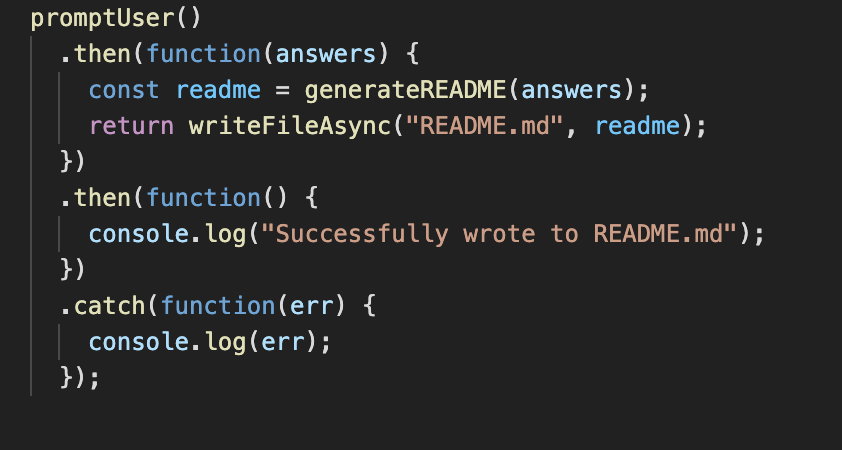 promptUser()
  .then(function(answers) {
    const readme = generateREADME(answers);
    return writeFileAsync("README.md", readme);
  })
  .then(function() {
    console.log("Successfully wrote to README.md");
  })
  .catch(function(err) {
    console.log(err);
  });